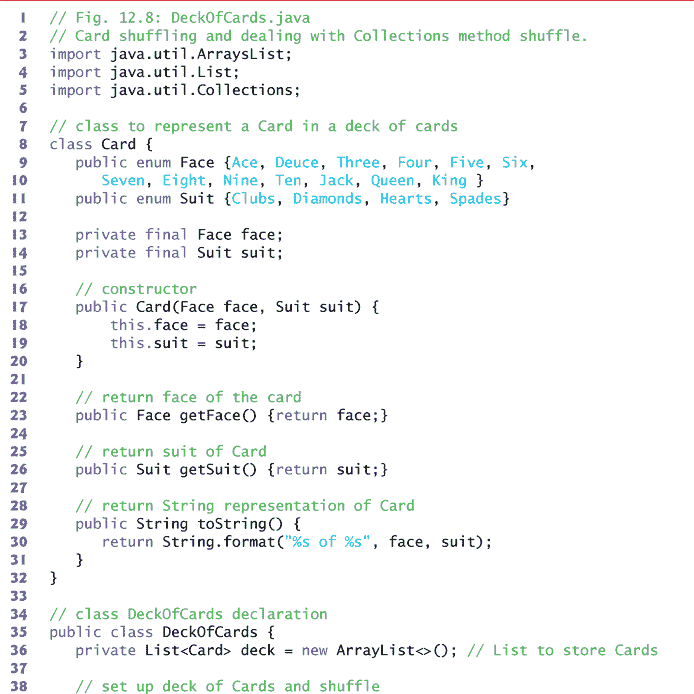 1 // Fig. 12.8: DeckOfCards.java
2 // Card shuffling and dealing with Collections method shuffle.
3 import java.util.ArraysList;
4 import java.util.List;
5 import java.util.Collections;
6
7 // class to represent a Card in a deck of cards
8 class Card {
9    public enum Face {Ace, Deuce, Three, Four, Five, Six,
10       Seven, Eight, Nine, Ten, Jack, Queen, King }
11    public enum Suit {Clubs, Diamonds, Hearts, Spades}
12
13    private final Face face;
14    private final Suit suit;
15
16    // constructor
17    public Card(Face face, Suit suit) {
18        this.face = face;
19        this.suit = suit;
20    }
21
22    // return face of the card
23    public Face getFace() {return face;}
24
25    // return suit of Card
26    public Suit getSuit() {return suit;}
27
28    // return String representation of Card
29    public String toString() {
30       return String.format("%s of %s", face, suit);
31    }
32 }
33
34 // class DeckOfCards declaration
35 public class DeckOfCards {
36    private List<Card> deck = new ArrayList<>(); // List to store Cards
37
38    // set up deck of Cards and shuffle